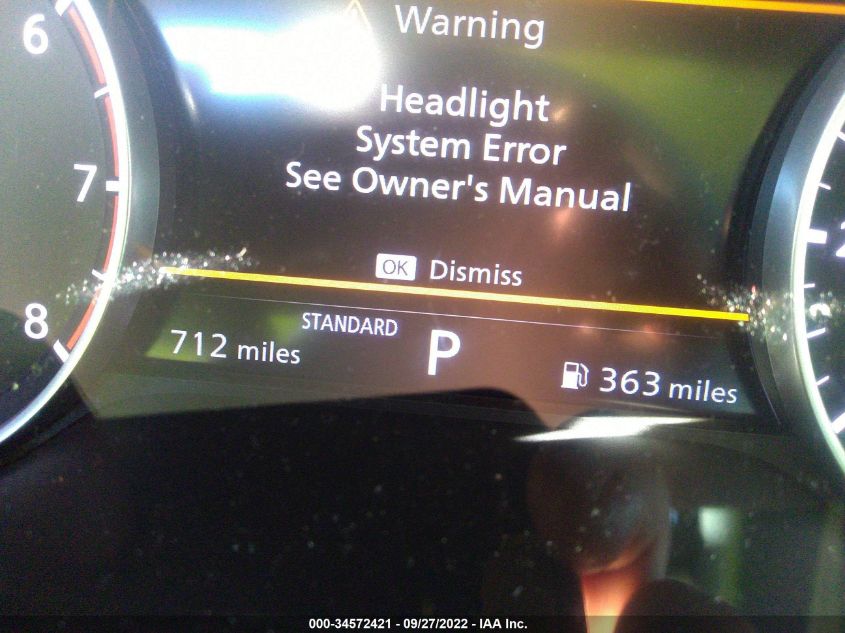 6
Warning
Headlight
System Error
See Owner's Manual
7
OK Dismiss
8
STANDARD
712 miles
P
363 miles
000-34572421 - 09/27/2022 - IAA Inc.